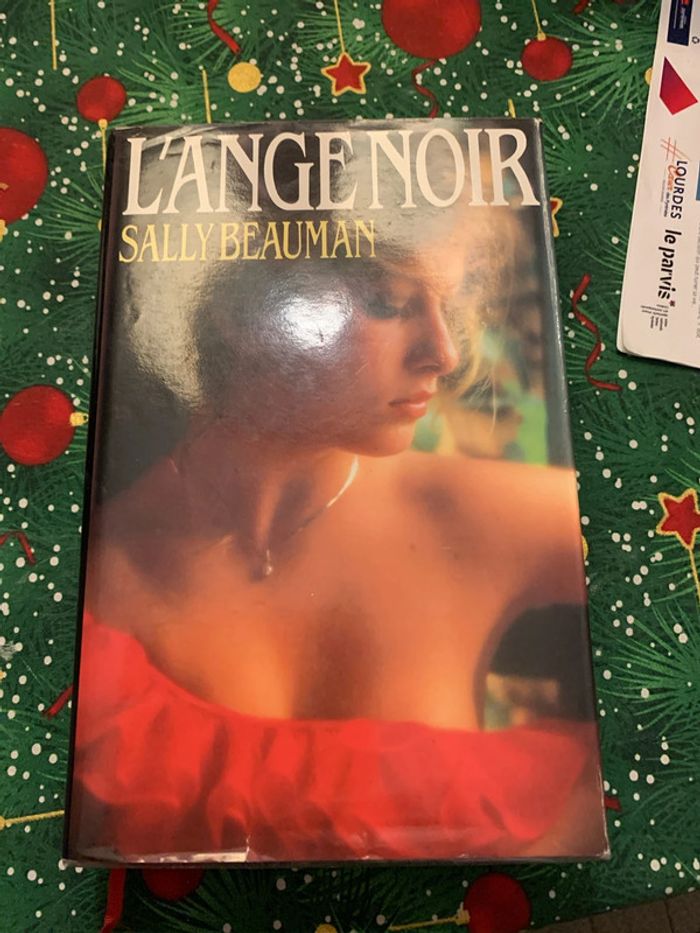 L'ANGE NOIR
SALLY BEAUMAN
LOURDES
le parvis